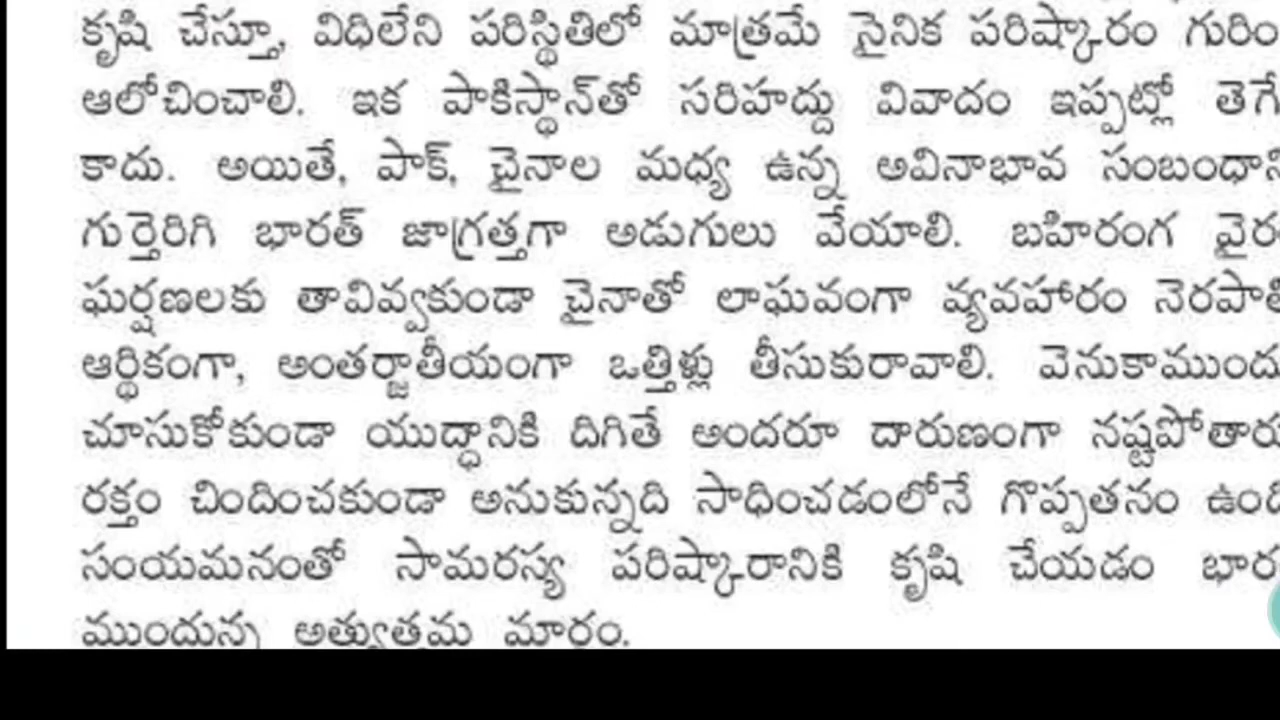 కృషి చేస్తూ, విధిలేని పరిస్థితిలో మాత్రమే సైనిక పరిష్కారం గురిం
ఆలోచించాలి. ఇక పాకిస్థాన్‌తో సరిహద్దు వివాదం ఇప్పట్లో తెగే
కాదు. అయితే, పాక్, చైనాల మధ్య ఉన్న అవినాభావ సంబంధాని
గుర్తెరిగి భారత్ జాగ్రత్తగా అడుగులు వేయాలి. బహిరంగ వైర
ఘర్షణలకు తావివ్వకుండా చైనాతో లాఘవంగా వ్యవహారం నెరపాలి
ఆర్థికంగా, అంతర్జాతీయంగా ఒత్తిళ్లు తీసుకురావాలి. వెనుకాముందు
చూసుకోకుండా యుద్ధానికి దిగితే అందరూ దారుణంగా నష్టపోతారు
రక్తం చిందించకుండా అనుకున్నది సాధించడంలోనే గొప్పతనం ఉంది
సంయమనంతో సామరస్య పరిష్కారానికి కృషి చేయడం భార
ముందున్న అత్యుత్తమ మార్గం.